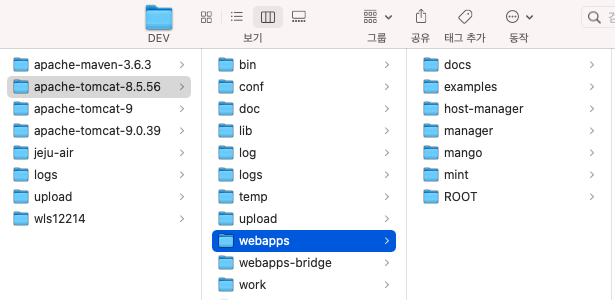 DEV
보기
그룹
공유
태그 추가
동작
apache-maven-3.6.3
apache-tomcat-8.5.56
apache-tomcat-9
apache-tomcat-9.0.39
jeju-air
logs
upload
wls12214
bin
conf
doc
lib
log
logs
temp
upload
webapps
webapps-bridge
work
docs
examples
host-manager
manager
mango
mint
ROOT